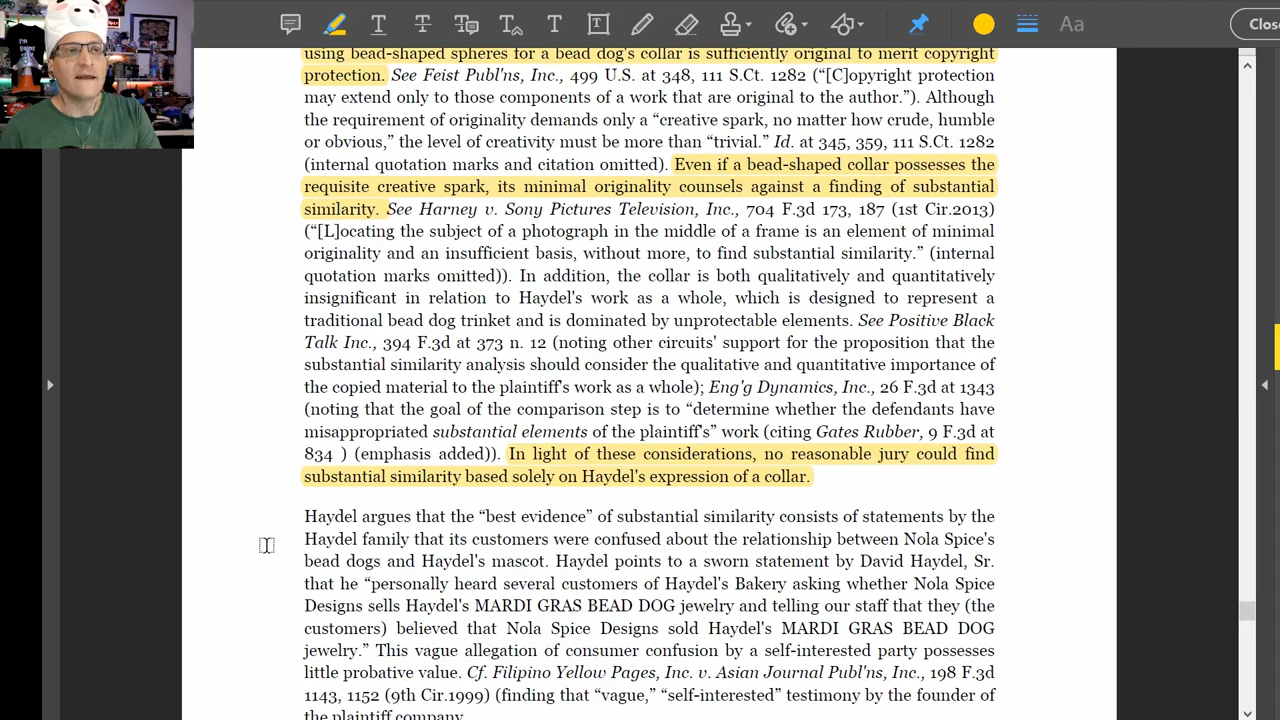 Aa
Clos
using bead-shaped spheres for a bead dog's collar is sufficiently original to merit copyright
protection. See Feist Publ'ns, Inc., 499 U.S. at 348, 111 S.Ct. 1282 (“[C]opyright protection
may extend only to those components of a work that are original to the author.”). Although
the requirement of originality demands only a “creative spark, no matter how crude, humble
or obvious,” the level of creativity must be more than “trivial.” Id. at 345, 359, 111 S.Ct. 1282
(internal quotation marks and citation omitted). Even if a bead-shaped collar possesses the
requisite creative spark, its minimal originality counsels against a finding of substantial
similarity. See Harney v. Sony Pictures Television, Inc., 704 F.3d 173, 187 (1st Cir.2013)
(“[L]ocating the subject of a photograph in the middle of a frame is an element of minimal
originality and an insufficient basis, without more, to find substantial similarity.” (internal
quotation marks omitted)). In addition, the collar is both qualitatively and quantitatively
insignificant in relation to Haydel's work as a whole, which is designed to represent a
traditional bead dog trinket and is dominated by unprotectable elements. See Positive Black
Talk Inc., 394 F.3d at 373 n. 12 (noting other circuits' support for the proposition that the
substantial similarity analysis should consider the qualitative and quantitative importance of
the copied material to the plaintiff's work as a whole); Eng'g Dynamics, Inc., 26 F.3d at 1343
(noting that the goal of the comparison step is to “determine whether the defendants have
misappropriated substantial elements of the plaintiff's” work (citing Gates Rubber, 9 F.3d at
834 ) (emphasis added)). In light of these considerations, no reasonable jury could find
substantial similarity based solely on Haydel's expression of a collar.
Haydel argues that the “best evidence” of substantial similarity consists of statements by the
Haydel family that its customers were confused about the relationship between Nola Spice's
bead dogs and Haydel's mascot. Haydel points to a sworn statement by David Haydel, Sr.
that he “personally heard several customers of Haydel's Bakery asking whether Nola Spice
Designs sells Haydel's MARDI GRAS BEAD DOG jewelry and telling our staff that they (the
customers) believed that Nola Spice Designs sold Haydel's MARDI GRAS BEAD DOG
jewelry.” This vague allegation of consumer confusion by a self-interested party possesses
little probative value. Cf. Filipino Yellow Pages, Inc. v. Asian Journal Publ'ns, Inc., 198 F.3d
1143, 1152 (9th Cir.1999) (finding that “vague,” “self-interested” testimony by the founder of
the plaintiff company